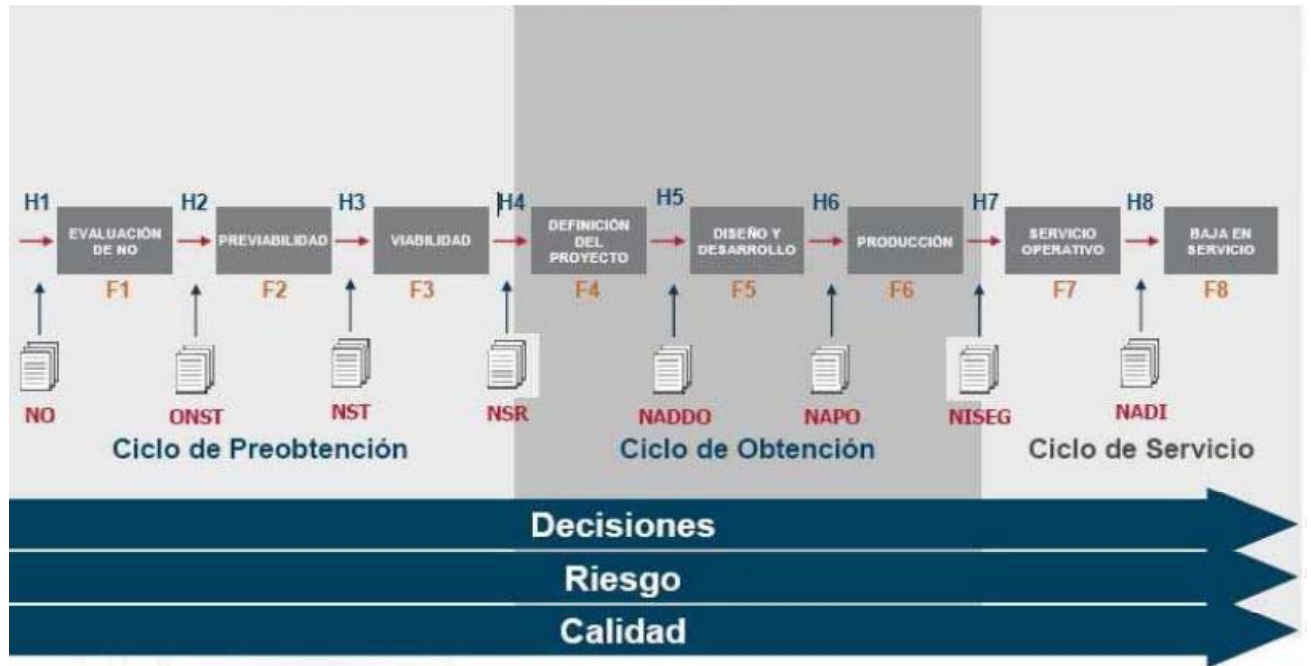 H1
H2
H3
H4
H5
H6
H7
H8
EVALUACIÓN
DE NO
PREVIABILIDAD
VIABILIDAD
DEFINICIÓN
DEL
PROYECTO
DISEÑO Y
DESARROLLO
PRODUCCIÓN
SERVICIO
OPERATIVO
BAJA EN
SERVICIO
F1
F2
F3
F4
F5
F6
F7
F8
NO
ONST
NST
NSR
NADDO
NAPO
NISEG
NADI
Ciclo de Preobtención
Ciclo de Obtención
Ciclo de Servicio
Decisiones
Riesgo
Calidad